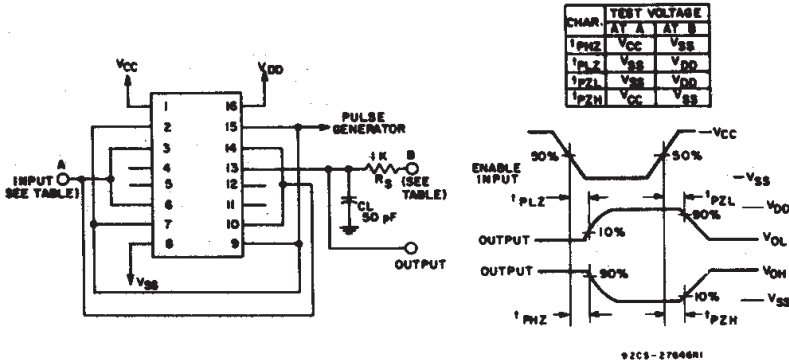 CHAR. TEST VOLTAGE
AT A AT B
tPHZ VCC VSS
tPLZ VSS VDD
tPZL VSS VDD
tPZH VCC VSS
VCC
VDD
1 16
2 15
3 14
4 13
5 12
6 11
7 10
8 9
PULSE GENERATOR
A
INPUT
(SEE TABLE)
1K
RS
B
(SEE
TABLE)
CL
50 pF
OUTPUT
VSS
VCC
90%
50%
ENABLE
INPUT
VSS
tPLZ
tPZL
VDD
90%
10%
OUTPUT
VOL
OUTPUT
90%
VOH
10%
VSS
tPHZ
tPZH
92CS-27646R1